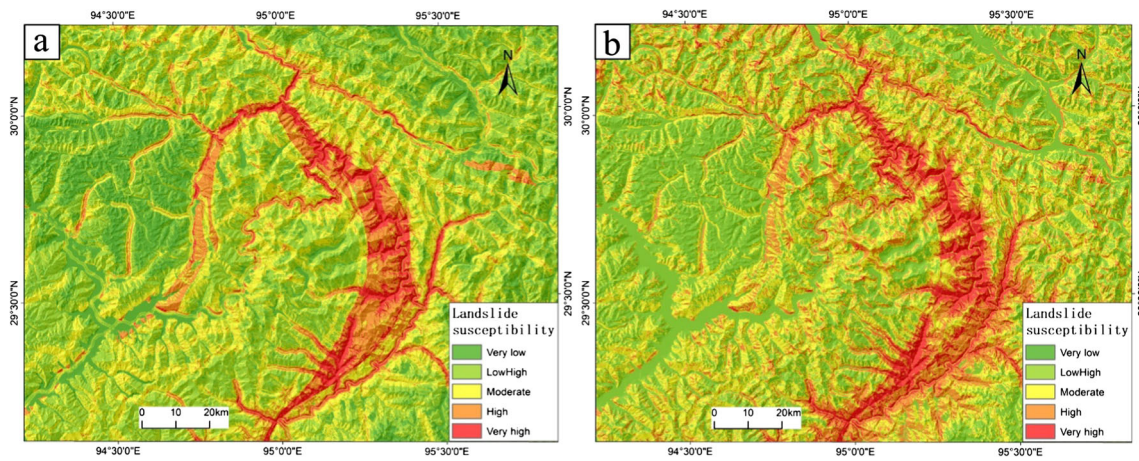 94°30'0"E
95°0'0"E
95°30'0"E
a
N
30°0'0"N
29°30'0"N
Landslide
susceptibility
Very low
LowHigh
Moderate
High
Very high
0 10 20km
94°30'0"E
95°0'0"E
95°30'0"E
94°30'0"E
95°0'0"E
95°30'0"E
b
N
30°0'0"N
29°30'0"N
Landslide
susceptibility
Very low
LowHigh
Moderate
High
Very high
0 10 20km
94°30'0"E
95°0'0"E
95°30'0"E